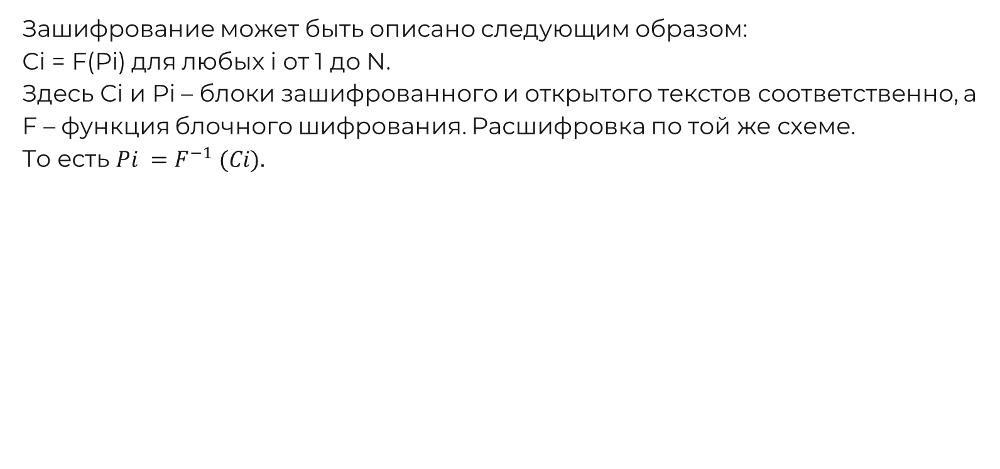 Зашифрование может быть описано следующим образом:
Ci = F(Pi) для любых i от 1 до N.
Здесь Ci и Pi – блоки зашифрованного и открытого текстов соответственно, а
F – функция блочного шифрования. Расшифровка по той же схеме.
То есть Pi = F⁻¹ (Ci).